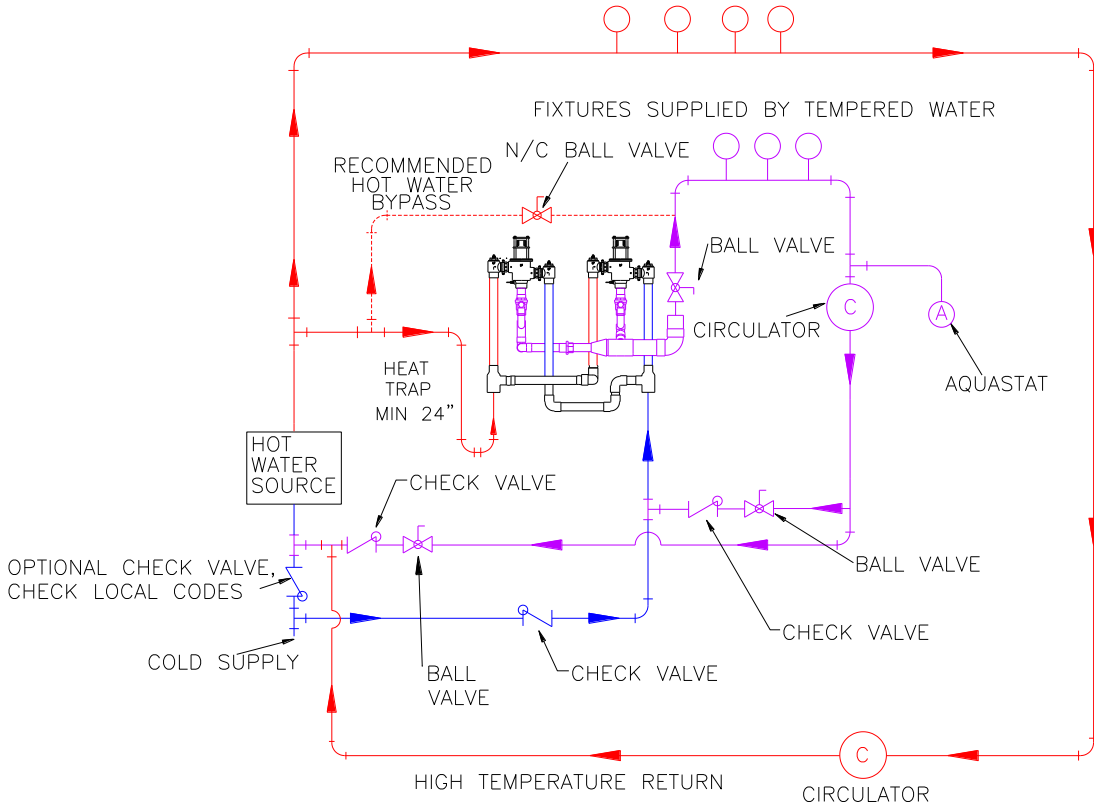 FIXTURES SUPPLIED BY TEMPERED WATER
N/C BALL VALVE
RECOMMENDED
HOT WATER
BYPASS
BALL VALVE
C
CIRCULATOR
A
AQUASTAT
HEAT
TRAP
MIN 24”
HOT
WATER
SOURCE
CHECK VALVE
OPTIONAL CHECK VALVE,
CHECK LOCAL CODES
BALL VALVE
CHECK VALVE
COLD SUPPLY
BALL
VALVE
CHECK VALVE
C
HIGH TEMPERATURE RETURN
CIRCULATOR